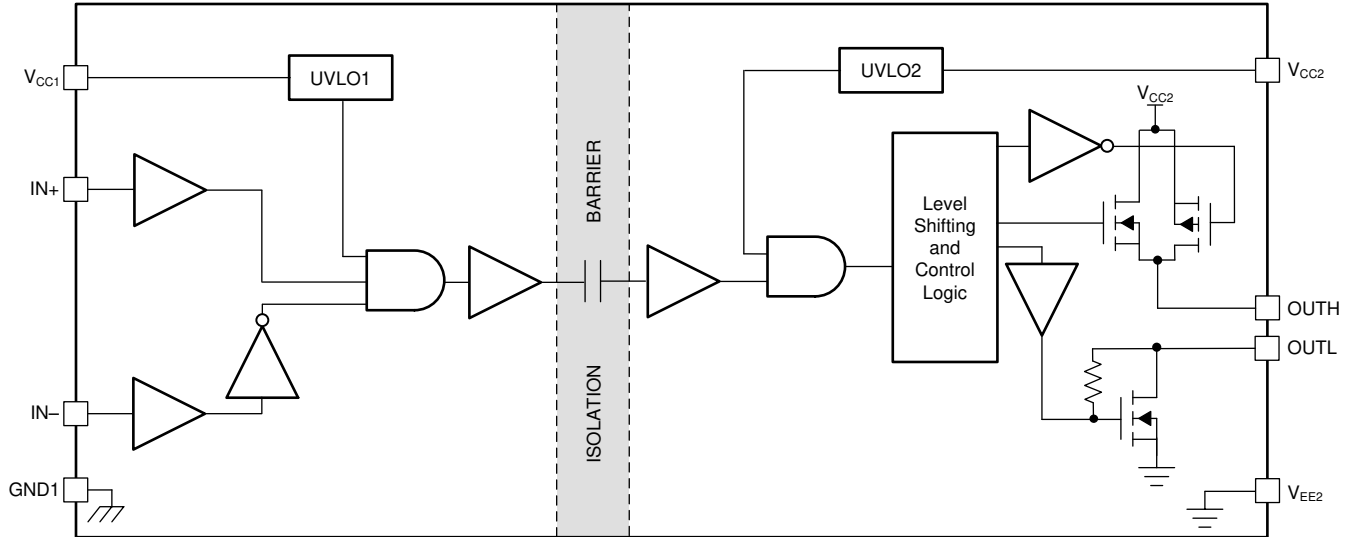 VCC1
UVLO1
UVLO2
VCC2
VCC2
IN+
BARRIER
Level
Shifting
and
Control
Logic
OUTH
OUTL
IN−
ISOLATION
GND1
VEE2